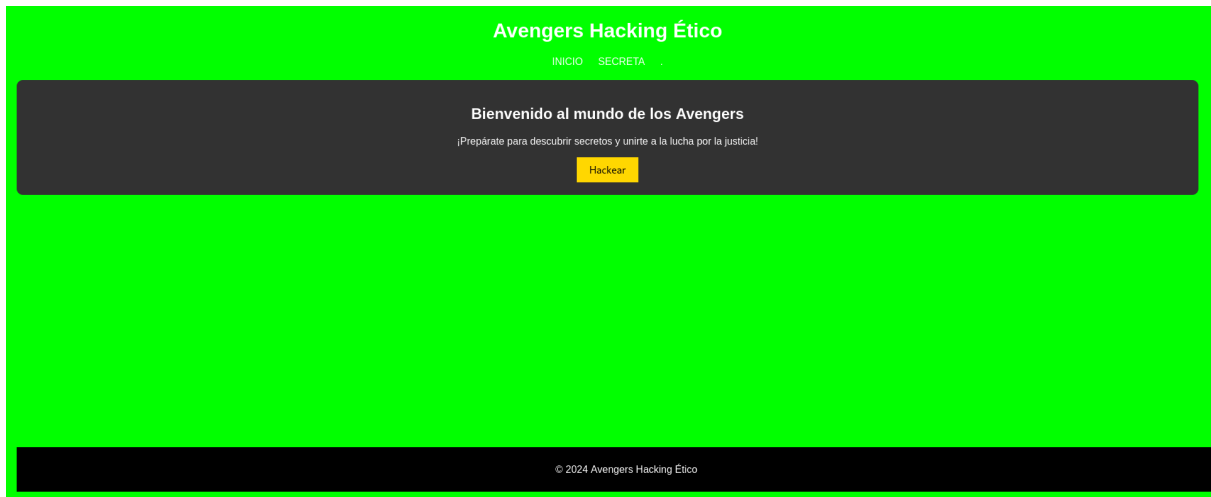 Avengers Hacking Ético
INICIO SECRETA .
Bienvenido al mundo de los Avengers
¡Prepárate para descubrir secretos y unirte a la lucha por la justicia!
Hackear
© 2024 Avengers Hacking Ético